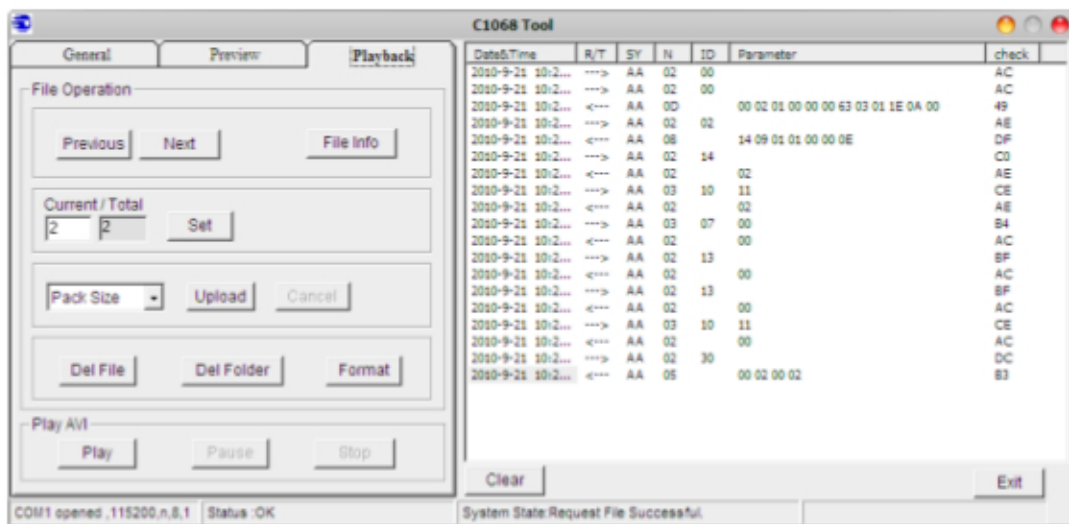 C1068 Tool
General Preview Playback
File Operation
Previous Next File Info
Current / Total
2 2 Set
Pack Size Upload Cancel
Del File Del Folder Format
Play AVI
Play Pause Stop
COM1 opened ,115200,n,8,1 Status :OK
Date&Time R/T SY N ID Parameter check
2010-9-21 10:2... ---> AA 02 00 AC
2010-9-21 10:2... ---> AA 02 00 AC
2010-9-21 10:2... <--- AA 0D 00 02 01 00 00 00 63 03 01 1E 0A 00 49
2010-9-21 10:2... ---> AA 02 02 AE
2010-9-21 10:2... <--- AA 14 09 01 01 00 00 0E DF
2010-9-21 10:2... ---> AA 02 14 C0
2010-9-21 10:2... <--- AA 02 02 AE
2010-9-21 10:2... ---> AA 03 10 11 CE
2010-9-21 10:2... <--- AA 02 02 AE
2010-9-21 10:2... ---> AA 03 07 00 B4
2010-9-21 10:2... <--- AA 02 00 AC
2010-9-21 10:2... ---> AA 02 13 BF
2010-9-21 10:2... <--- AA 02 00 AC
2010-9-21 10:2... ---> AA 02 13 BF
2010-9-21 10:2... <--- AA 02 00 AC
2010-9-21 10:2... ---> AA 03 10 11 CE
2010-9-21 10:2... <--- AA 02 00 AC
2010-9-21 10:2... ---> AA 02 30 DC
2010-9-21 10:2... <--- AA 05 00 02 00 02 B3
Clear Exit
System State:Request File Successful.